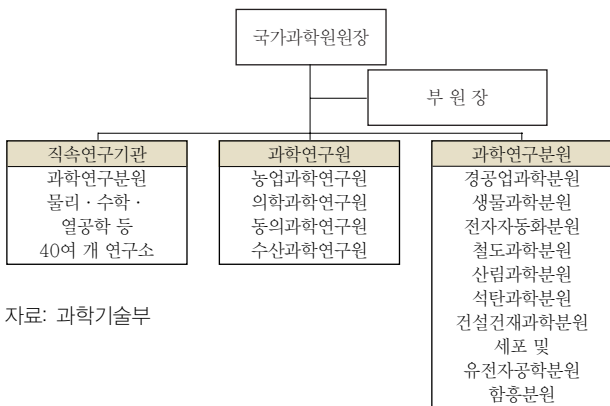 국가과학원원장
부 원 장
직속연구기관
과학연구분원
물리 · 수학 ·
열공학 등
40여 개 연구소
과학연구원
농업과학연구원
의학과학연구원
동의과학연구원
수산과학연구원
과학연구분원
경공업과학분원
생물과학분원
전자자동화분원
철도과학분원
산림과학분원
석탄과학분원
건설건재과학분원
세포 및
유전자공학분원
함흥분원
자료: 과학기술부